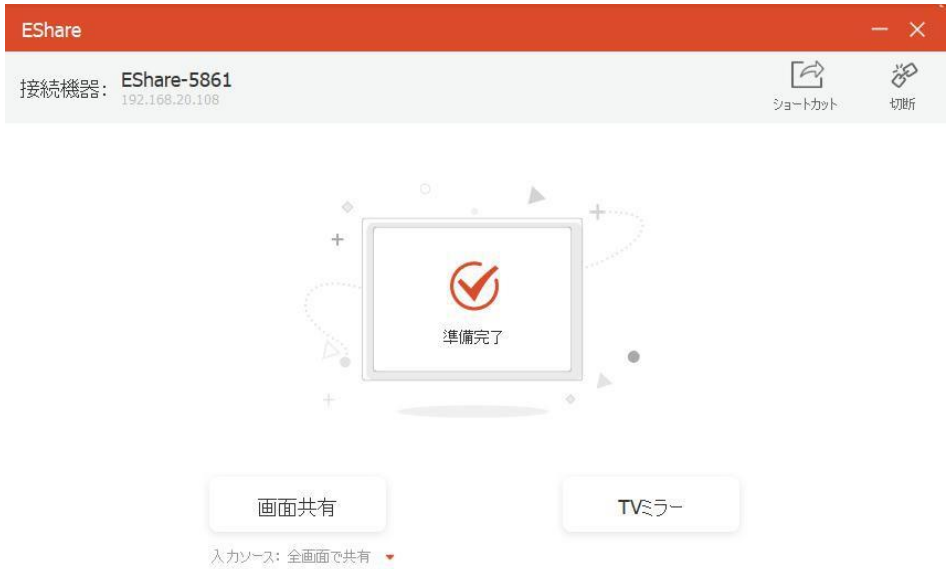 EShare
接続機器: EShare-5861
192.168.20.108
ショートカット
切断
準備完了
画面共有
TVミラー
入力ソース: 全画面で共有